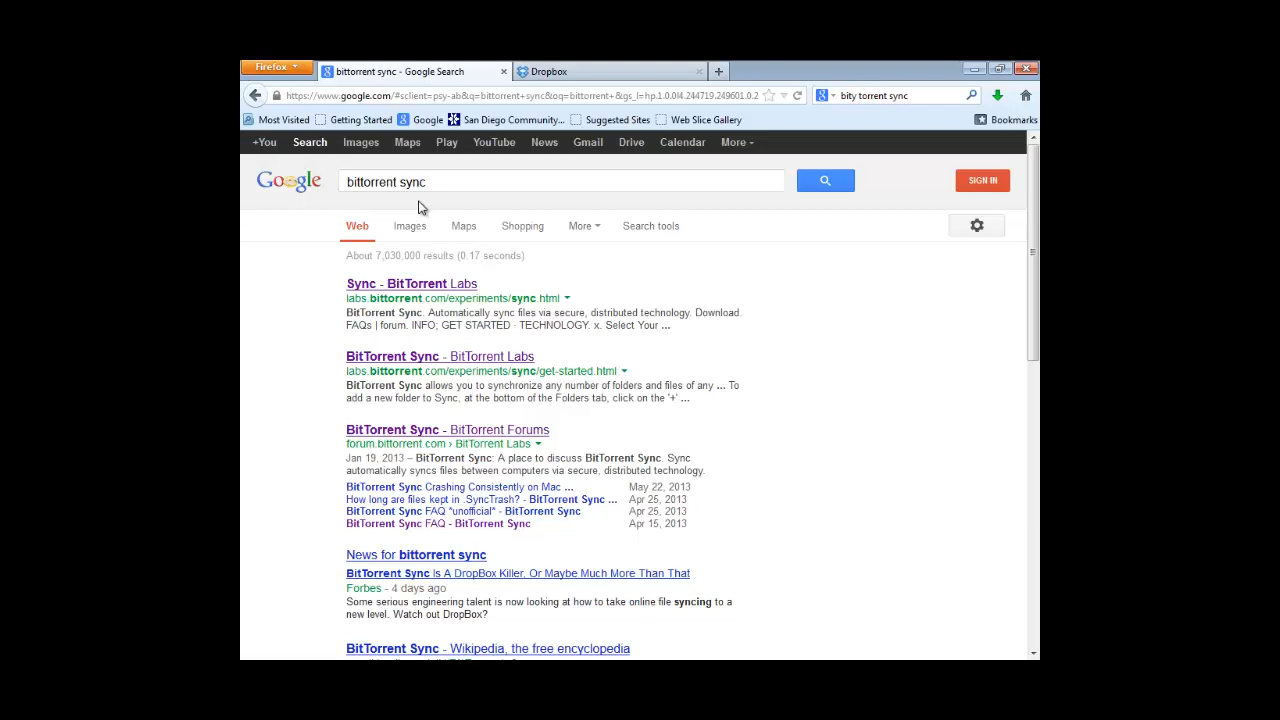 Firefox
bittorrent sync - Google Search
Dropbox
https://www.google.com/#sclient=psy-ab&q=bittorrent+sync&oq=bittorrent+&gs_l=hp.1.0.0l4.244719.249601.0.2
bity torrent sync
Most Visited Getting Started Google San Diego Community... Suggested Sites Web Slice Gallery Bookmarks
+You Search Images Maps Play YouTube News Gmail Drive Calendar More
Google bittorrent sync SIGN IN
Web Images Maps Shopping More Search tools
About 7,030,000 results (0.17 seconds)
Sync - BitTorrent Labs
labs.bittorrent.com/experiments/sync.html
BitTorrent Sync. Automatically sync files via secure, distributed technology. Download.
FAQs | forum. INFO; GET STARTED · TECHNOLOGY. x. Select Your ...
BitTorrent Sync - BitTorrent Labs
labs.bittorrent.com/experiments/sync/get-started.html
BitTorrent Sync allows you to synchronize any number of folders and files of any ... To
add a new folder to Sync, at the bottom of the Folders tab, click on the '+' ...
BitTorrent Sync - BitTorrent Forums
forum.bittorrent.com › BitTorrent Labs
Jan 19, 2013 – BitTorrent Sync: A place to discuss BitTorrent Sync. Sync
automatically syncs files between computers via secure, distributed technology.
BitTorrent Sync Crashing Consistently on Mac ... May 22, 2013
How long are files kept in .SyncTrash? - BitTorrent Sync ... Apr 25, 2013
BitTorrent Sync FAQ *unofficial* - BitTorrent Sync Apr 25, 2013
BitTorrent Sync FAQ - BitTorrent Sync Apr 15, 2013
News for bittorrent sync
BitTorrent Sync Is A DropBox Killer, Or Maybe Much More Than That
Forbes - 4 days ago
Some serious engineering talent is now looking at how to take online file syncing to a
new level. Watch out DropBox?
BitTorrent Sync - Wikipedia, the free encyclopedia